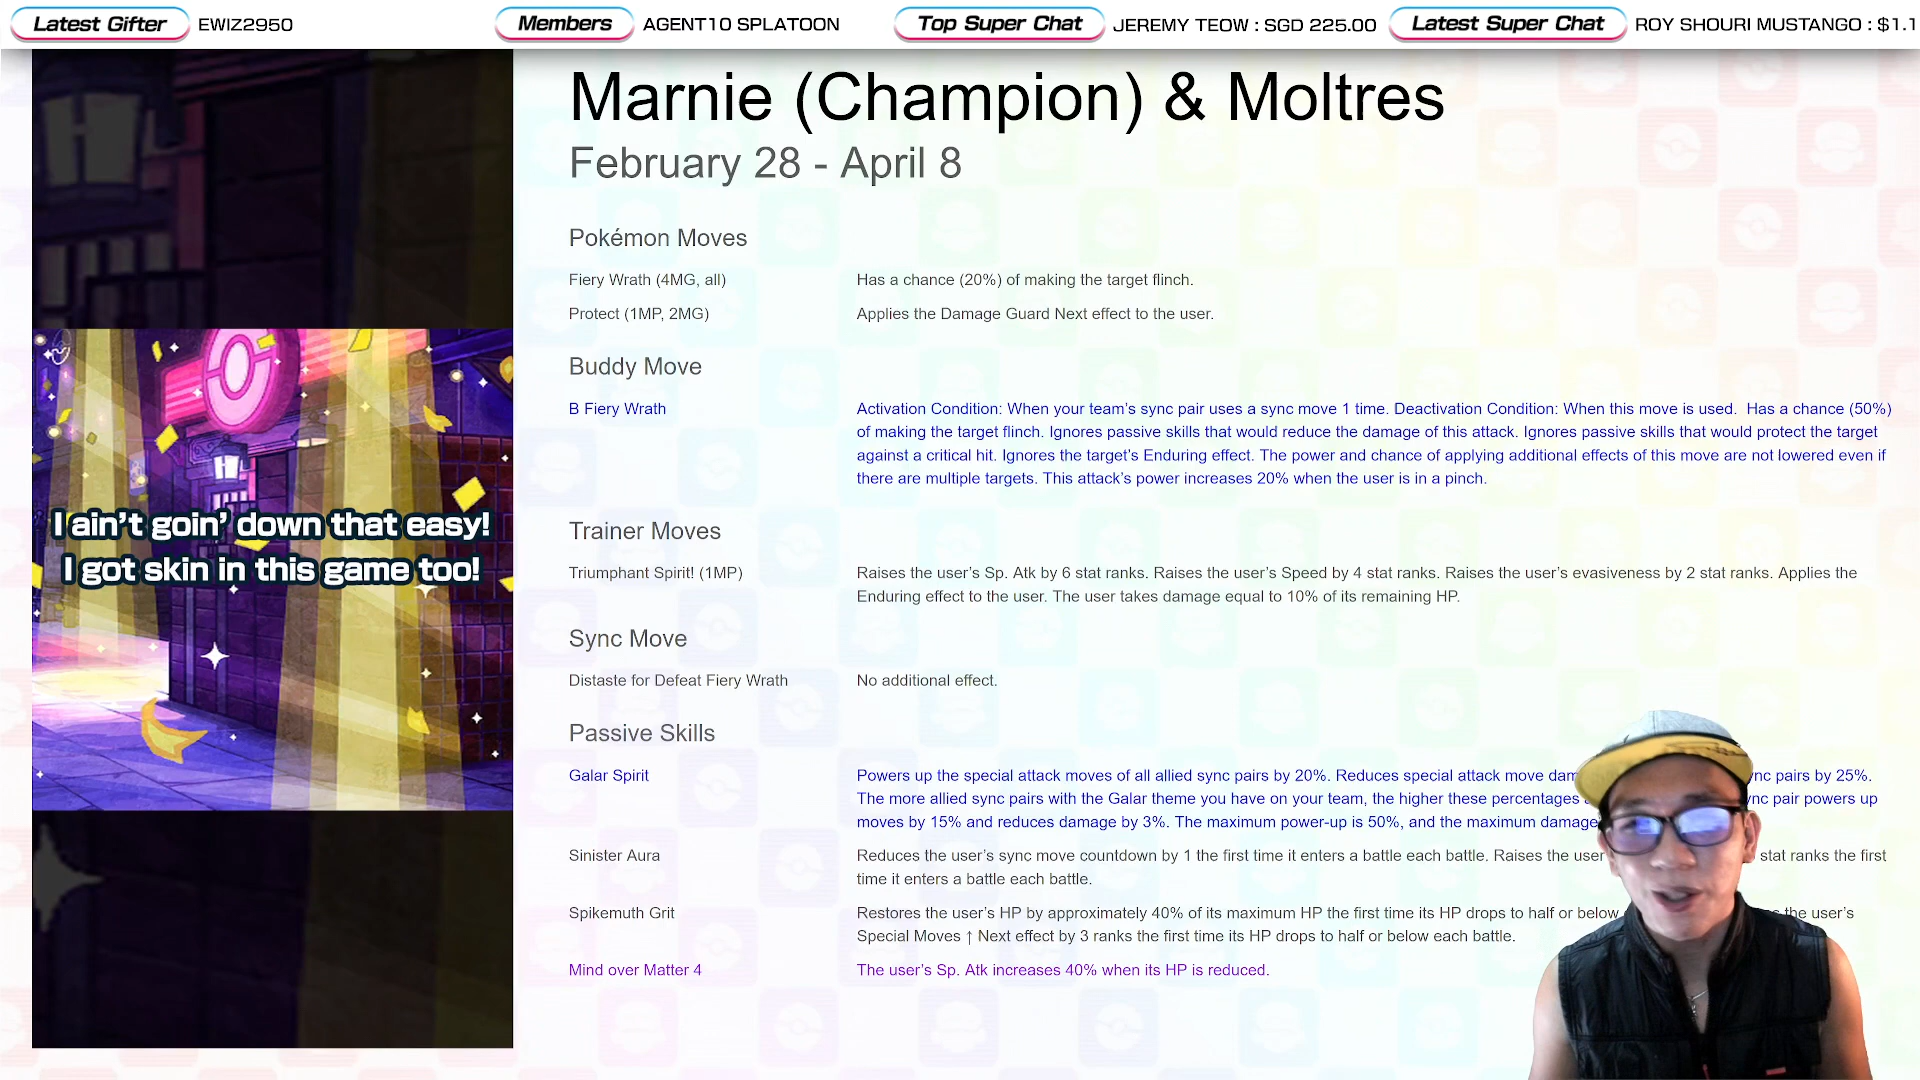 Latest Gifter EWIZ2950 Members AGENT10 SPLATOON Top Super Chat JEREMY TEOW : SGD 225.00 Latest Super Chat ROY SHOURI MUSTANGO : $1.1
Marnie (Champion) & Moltres
February 28 - April 8
Pokémon Moves
Fiery Wrath (4MG, all) Has a chance (20%) of making the target flinch.
Protect (1MP, 2MG) Applies the Damage Guard Next effect to the user.
Buddy Move
B Fiery Wrath Activation Condition: When your team’s sync pair uses a sync move 1 time. Deactivation Condition: When this move is used. Has a chance (50%)
of making the target flinch. Ignores passive skills that would reduce the damage of this attack. Ignores passive skills that would protect the target
against a critical hit. Ignores the target’s Enduring effect. The power and chance of applying additional effects of this move are not lowered even if
there are multiple targets. This attack’s power increases 20% when the user is in a pinch.
I ain’t goin’ down that easy!
I got skin in this game too!
Trainer Moves
Triumphant Spirit! (1MP) Raises the user’s Sp. Atk by 6 stat ranks. Raises the user’s Speed by 4 stat ranks. Raises the user’s evasiveness by 2 stat ranks. Applies the
Enduring effect to the user. The user takes damage equal to 10% of its remaining HP.
Sync Move
Distaste for Defeat Fiery Wrath No additional effect.
Passive Skills
Galar Spirit Powers up the special attack moves of all allied sync pairs by 20%. Reduces special attack move pairs by 25%.
The more allied sync pairs with the Galar theme you have on your team, the higher these percentages pair powers up
moves by 15% and reduces damage by 3%. The maximum power-up is 50%, and the maximum damage
Sinister Aura Reduces the user’s sync move countdown by 1 the first time it enters a battle each battle. Raises the user stat ranks the first
time it enters a battle each battle.
Spikemuth Grit Restores the user’s HP by approximately 40% of its maximum HP the first time its HP drops to half or below the user’s
Special Moves ↑ Next effect by 3 ranks the first time its HP drops to half or below each battle.
Mind over Matter 4 The user’s Sp. Atk increases 40% when its HP is reduced.